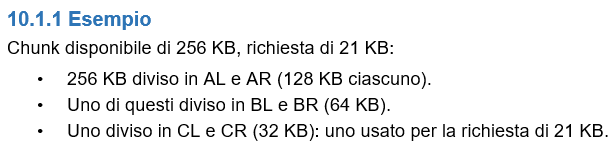 10.1.1 Esempio
Chunk disponibile di 256 KB, richiesta di 21 KB:
• 256 KB diviso in AL e AR (128 KB ciascuno).
• Uno di questi diviso in BL e BR (64 KB).
• Uno diviso in CL e CR (32 KB): uno usato per la richiesta di 21 KB.